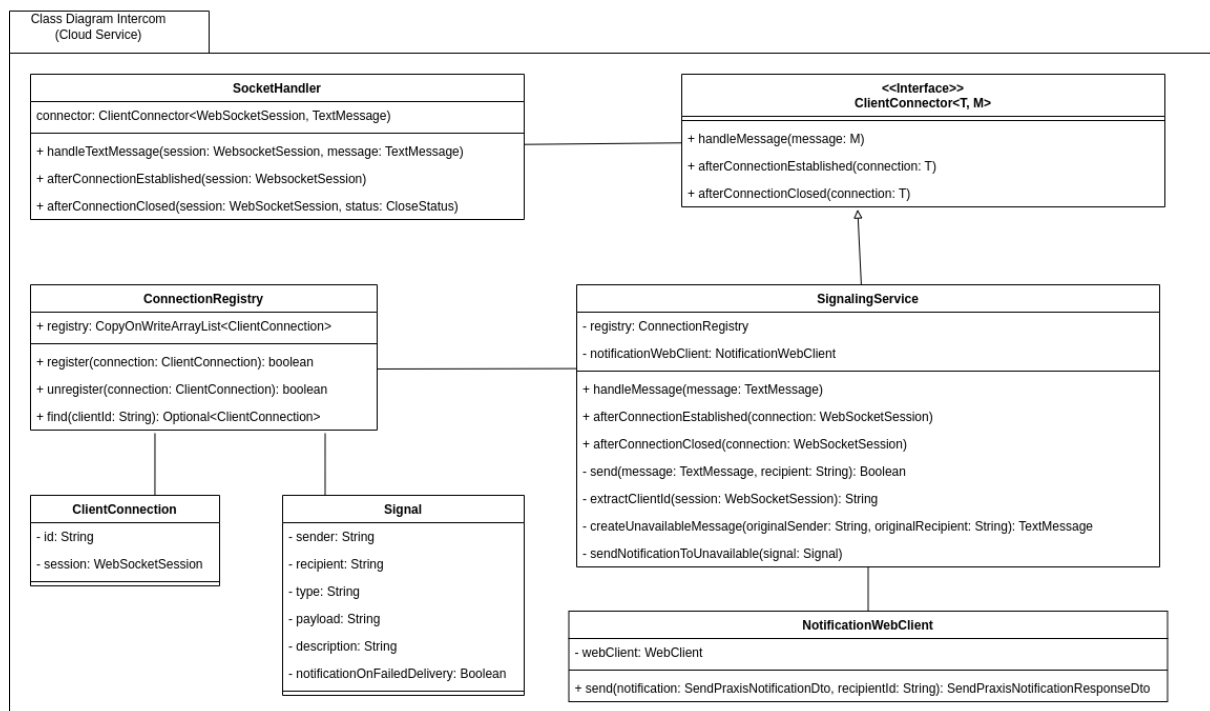 Class Diagram Intercom
(Cloud Service)
SocketHandler
connector: ClientConnector<WebSocketSession, TextMessage)
+ handleTextMessage(session: WebsocketSession, message: TextMessage)
+ afterConnectionEstablished(session: WebsocketSession)
+ afterConnectionClosed(session: WebSocketSession, status: CloseStatus)
<<Interface>>
ClientConnector<T, M>
+ handleMessage(message: M)
+ afterConnectionEstablished(connection: T)
+ afterConnectionClosed(connection: T)
ConnectionRegistry
+ registry: CopyOnWriteArrayList<ClientConnection>
+ register(connection: ClientConnection): boolean
+ unregister(connection: ClientConnection): boolean
+ find(clientId: String): Optional<ClientConnection>
SignalingService
- registry: ConnectionRegistry
- notificationWebClient: NotificationWebClient
+ handleMessage(message: TextMessage)
+ afterConnectionEstablished(connection: WebSocketSession)
+ afterConnectionClosed(connection: WebSocketSession)
- send(message: TextMessage, recipient: String): Boolean
- extractClientId(session: WebSocketSession): String
- createUnavailableMessage(originalSender: String, originalRecipient: String): TextMessage
- sendNotificationToUnavailable(signal: Signal)
ClientConnection
- id: String
- session: WebSocketSession
Signal
- sender: String
- recipient: String
- type: String
- payload: String
- description: String
- notificationOnFailedDelivery: Boolean
NotificationWebClient
- webClient: WebClient
+ send(notification: SendPraxisNotificationDto, recipientId: String): SendPraxisNotificationResponseDto